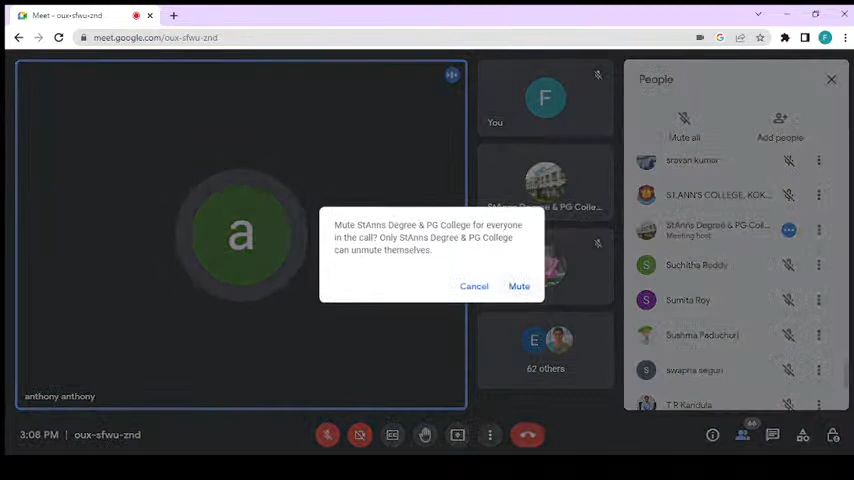 Meet - oux-sfwu-znd
meet.google.com/oux-sfwu-znd
F
a
anthony anthony
F
You
StAnns Degree & PG Colle...
E
62 others
People
Mute all
Add people
sravan kumar
ST.ANN'S COLLEGE, KOK...
StAnns Degree & PG Coll...
Meeting host
S
Suchitha Reddy
S
Sumita Roy
Sushma Paduchuri
S
swapna seguri
T R Kandula
Mute StAnns Degree & PG College for everyone
in the call? Only StAnns Degree & PG College
can unmute themselves.
Cancel
Mute
3:08 PM | oux-sfwu-znd
66